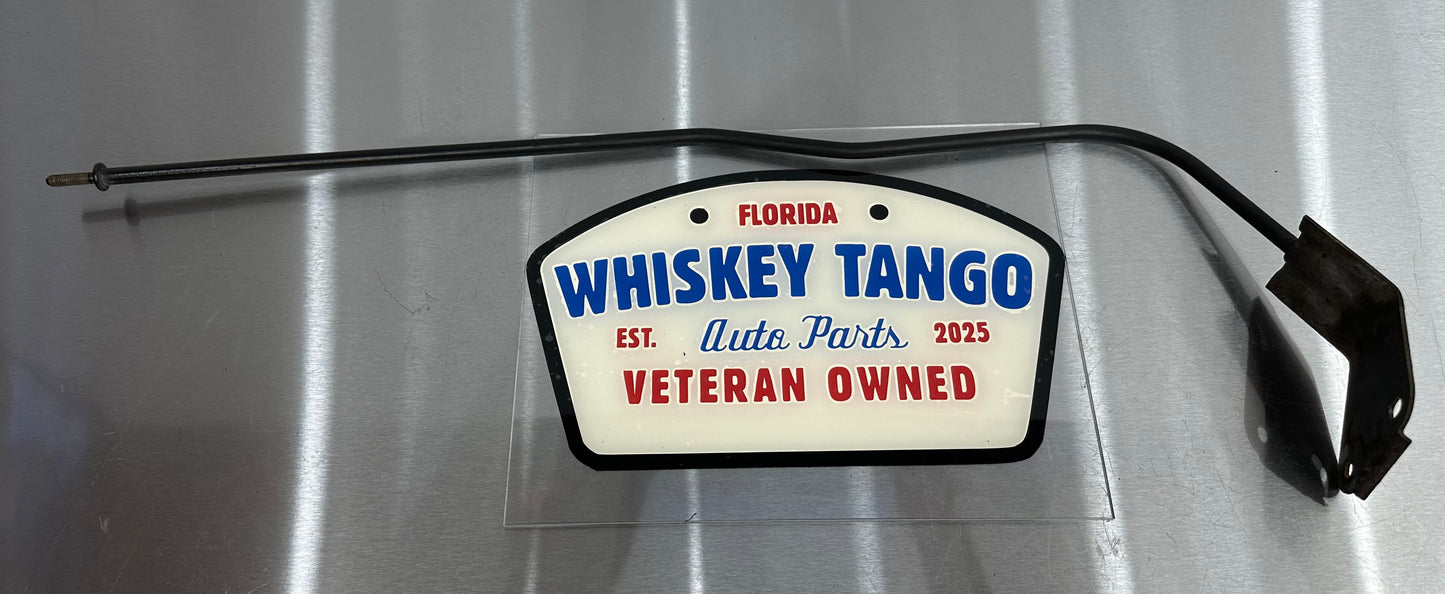 FLORIDA
WHISKEY TANGO
EST. Auto Parts 2025
VETERAN OWNED